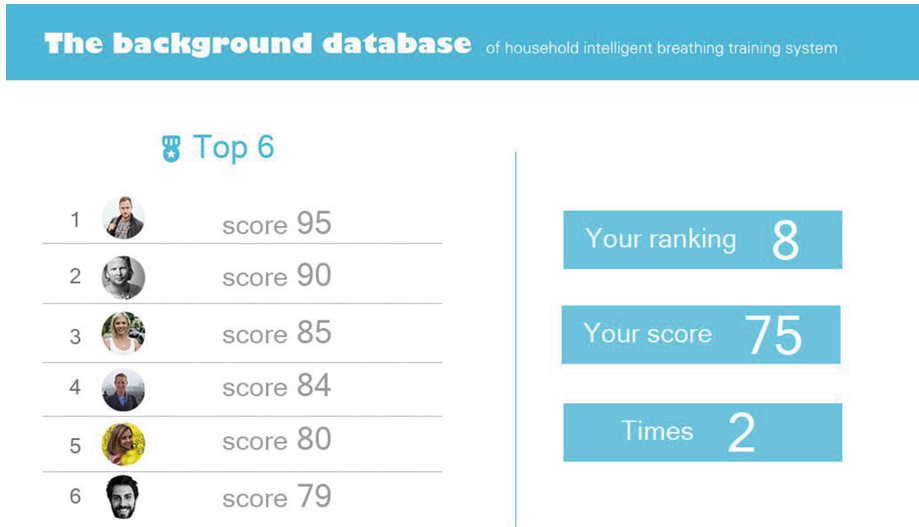 The background database of household intelligent breathing training system
Top 6
1 score 95
2 score 90
3 score 85
4 score 84
5 score 80
6 score 79
Your ranking 8
Your score 75
Times 2